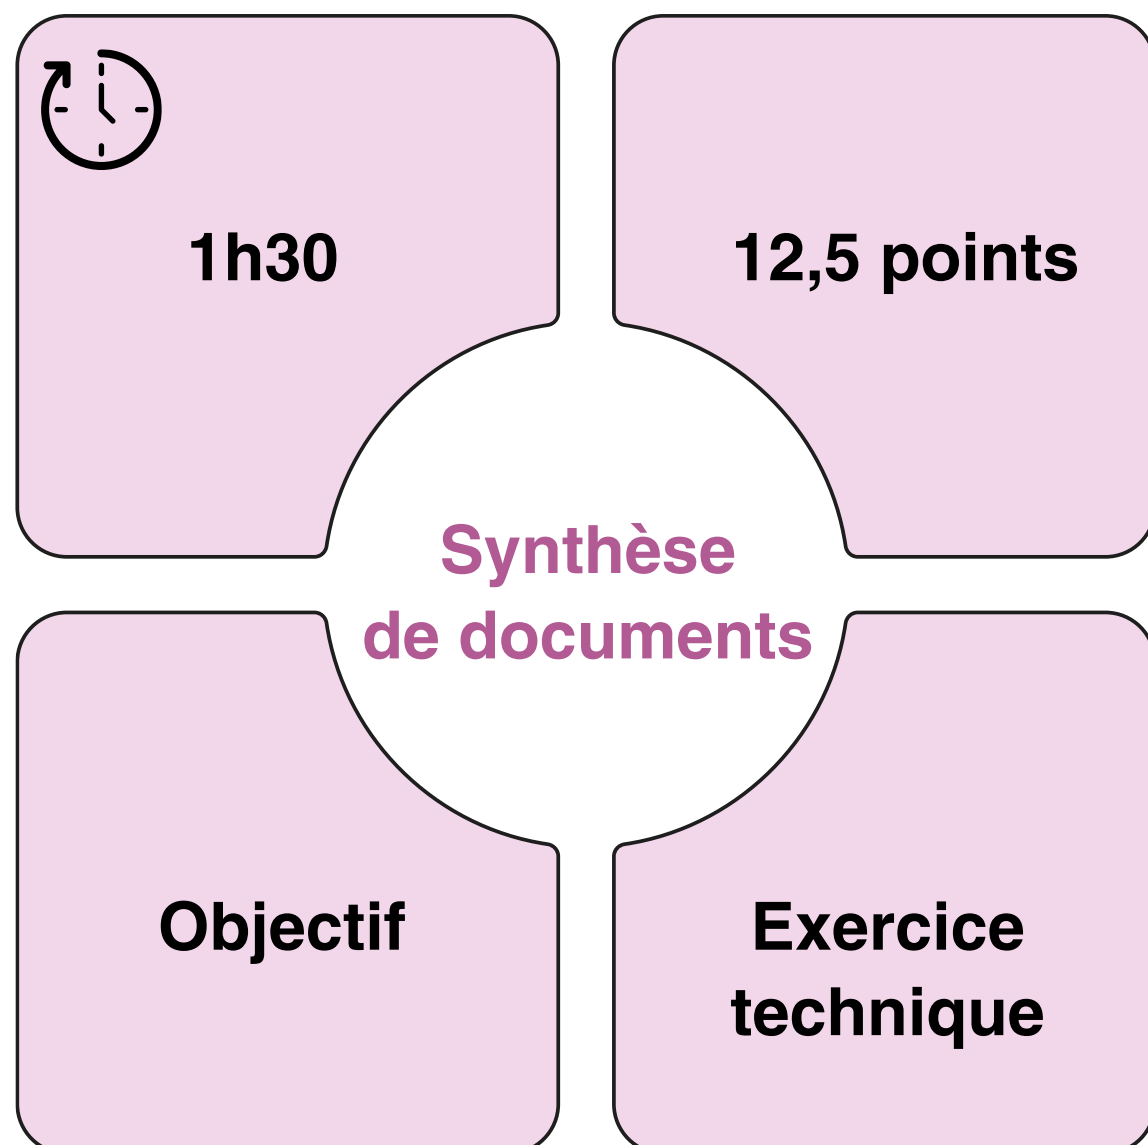 1h30
12,5 points
Synthèse
de documents
Objectif
Exercice
technique